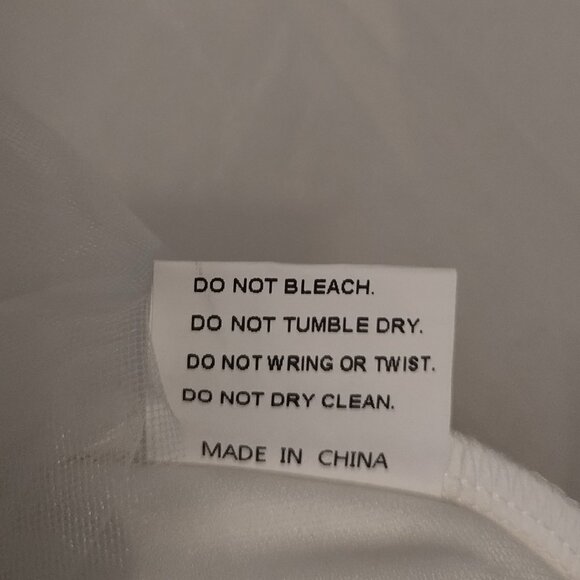 DO NOT BLEACH.
DO NOT TUMBLE DRY.
DO NOT WRING OR TWIST.
DO NOT DRY CLEAN.
MADE IN CHINA